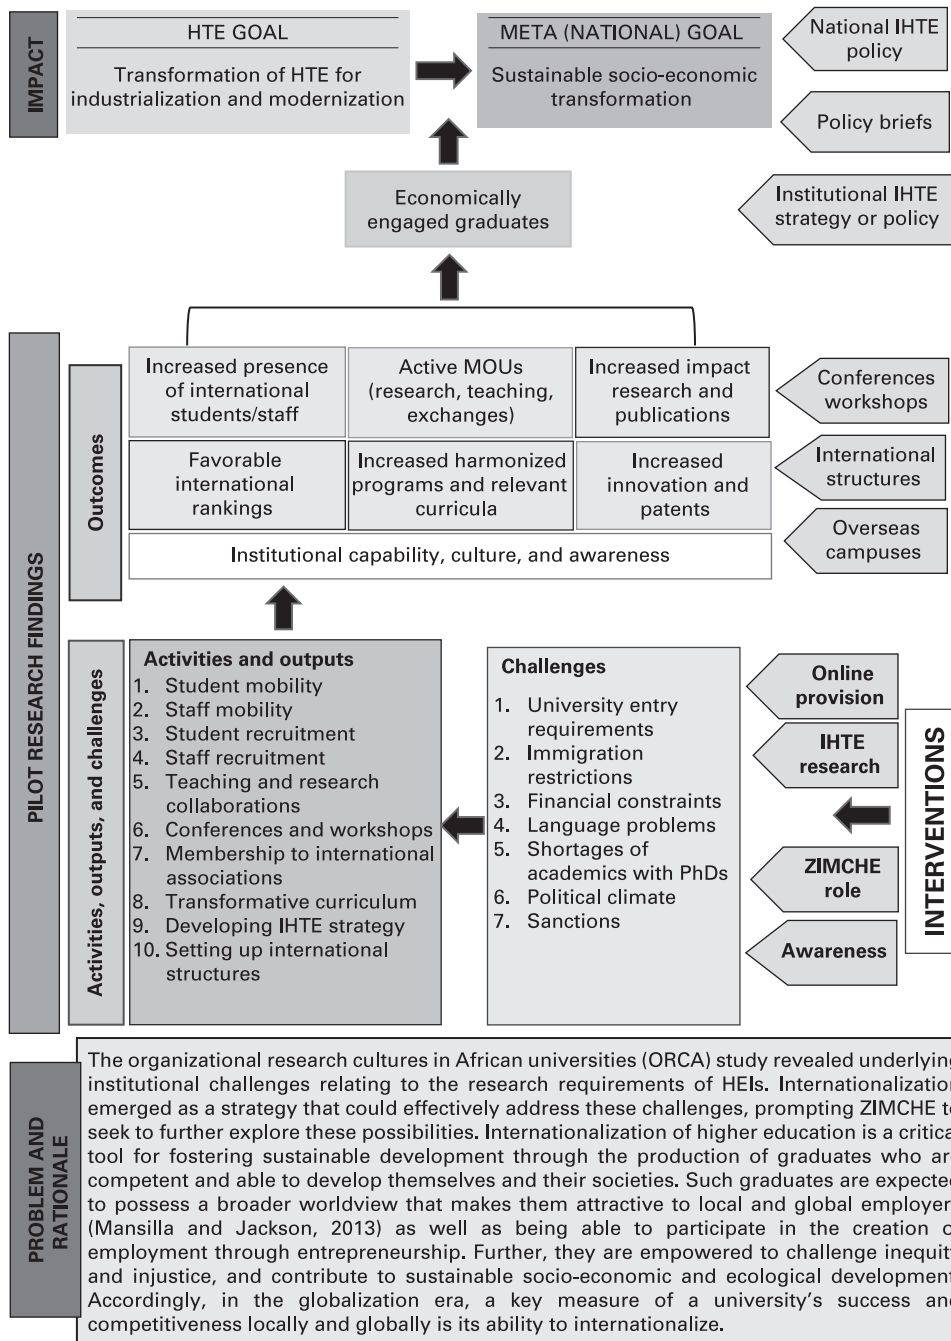 IMPACT
HTE GOAL
Transformation of HTE for
industrialization and modernization
META (NATIONAL) GOAL
Sustainable socio-economic
transformation
National IHTE
policy
Policy briefs
Institutional IHTE
strategy or policy
Economically
engaged graduates
PILOT RESEARCH FINDINGS
Outcomes
Increased presence
of international
students/staff
Active MOUs
(research, teaching,
exchanges)
Increased impact
research and
publications
Favorable
international
rankings
Increased harmonized
programs and relevant
curricula
Increased
innovation and
patents
Institutional capability, culture, and awareness
Conferences
workshops
International
structures
Overseas
campuses
Activities, outputs, and challenges
Activities and outputs
1. Student mobility
2. Staff mobility
3. Student recruitment
4. Staff recruitment
5. Teaching and research
collaborations
6. Conferences and workshops
7. Membership to international
associations
8. Transformative curriculum
9. Developing IHTE strategy
10. Setting up international
structures
Challenges
1. University entry
requirements
2. Immigration
restrictions
3. Financial constraints
4. Language problems
5. Shortages of
academics with PhDs
6. Political climate
7. Sanctions
Online
provision
IHTE
research
ZIMCHE
role
Awareness
INTERVENTIONS
PROBLEM AND
RATIONALE
The organizational research cultures in African universities (ORCA) study revealed underlying
institutional challenges relating to the research requirements of HEIs. Internationalization
emerged as a strategy that could effectively address these challenges, prompting ZIMCHE to
seek to further explore these possibilities. Internationalization of higher education is a critical
tool for fostering sustainable development through the production of graduates who are
competent and able to develop themselves and their societies. Such graduates are expected
to possess a broader worldview that makes them attractive to local and global employer
(Mansilla and Jackson, 2013) as well as being able to participate in the creation of
employment through entrepreneurship. Further, they are empowered to challenge inequity
and injustice, and contribute to sustainable socio-economic and ecological development
Accordingly, in the globalization era, a key measure of a university's success and
competitiveness locally and globally is its ability to internationalize.